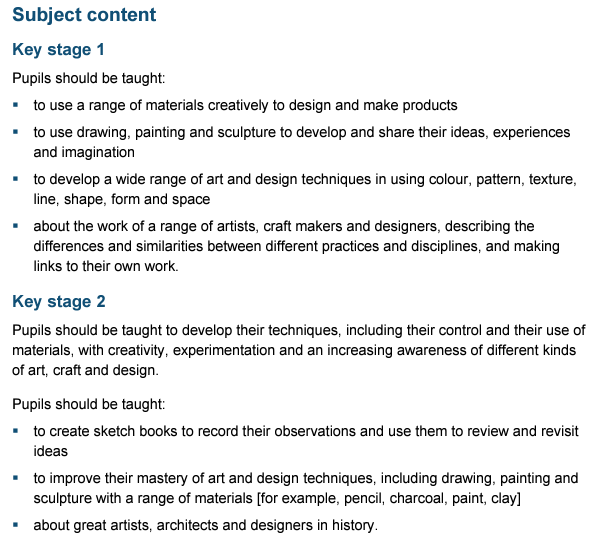 Subject content
Key stage 1
Pupils should be taught:
▪ to use a range of materials creatively to design and make products
▪ to use drawing, painting and sculpture to develop and share their ideas, experiences
and imagination
▪ to develop a wide range of art and design techniques in using colour, pattern, texture,
line, shape, form and space
▪ about the work of a range of artists, craft makers and designers, describing the
differences and similarities between different practices and disciplines, and making
links to their own work.
Key stage 2
Pupils should be taught to develop their techniques, including their control and their use of
materials, with creativity, experimentation and an increasing awareness of different kinds
of art, craft and design.
Pupils should be taught:
▪ to create sketch books to record their observations and use them to review and revisit
ideas
▪ to improve their mastery of art and design techniques, including drawing, painting and
sculpture with a range of materials [for example, pencil, charcoal, paint, clay]
▪ about great artists, architects and designers in history.